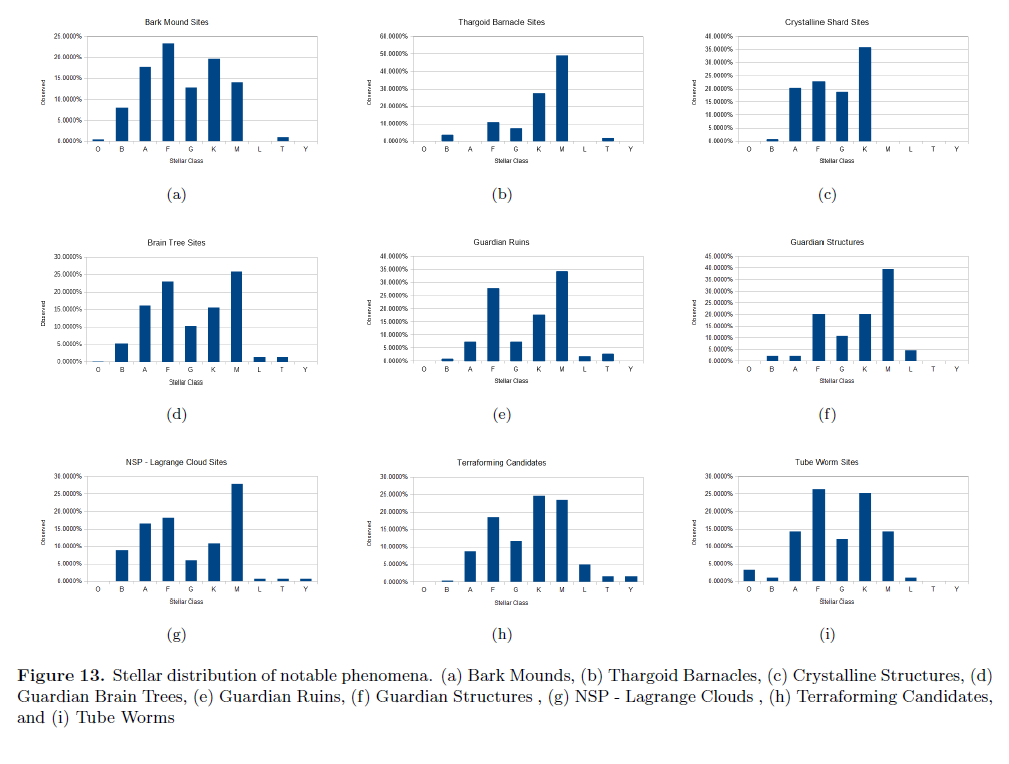 Bark Mound Sites
25.0000%
20.0000%
15.0000%
10.0000%
5.0000%
0.0000%
Observed
O B A F G K M L T Y
Stellar Class
(a)
Thargoid Barnacle Sites
60.0000%
50.0000%
40.0000%
30.0000%
20.0000%
10.0000%
0.0000%
Observed
O B A F G K M L T Y
Stellar Class
(b)
Crystalline Shard Sites
40.0000%
35.0000%
30.0000%
25.0000%
20.0000%
15.0000%
10.0000%
5.0000%
0.0000%
Observed
O B A F G K M L T Y
Stellar Class
(c)
Brain Tree Sites
30.0000%
25.0000%
20.0000%
15.0000%
10.0000%
5.0000%
0.0000%
Observed
O B A F G K M L T Y
Stellar Class
(d)
Guardian Ruins
40.0000%
35.0000%
30.0000%
25.0000%
20.0000%
15.0000%
10.0000%
5.0000%
0.0000%
Observed
O B A F G K M L T Y
Stellar Class
(e)
Guardian Structures
45.0000%
40.0000%
35.0000%
30.0000%
25.0000%
20.0000%
15.0000%
10.0000%
5.0000%
0.0000%
Observed
O B A F G K M L T Y
Stellar Class
(f)
NSP - Lagrange Cloud Sites
30.0000%
25.0000%
20.0000%
15.0000%
10.0000%
5.0000%
0.0000%
Observed
O B A F G K M L T Y
Stellar Class
(g)
Terraforming Candidates
30.0000%
25.0000%
20.0000%
15.0000%
10.0000%
5.0000%
0.0000%
Observed
O B A F G K M L T Y
Stellar Class
(h)
Tube Worm Sites
30.0000%
25.0000%
20.0000%
15.0000%
10.0000%
5.0000%
0.0000%
Observed
O B A F G K M L T Y
Stellar Class
(i)
Figure 13. Stellar distribution of notable phenomena. (a) Bark Mounds, (b) Thargoid Barnacles, (c) Crystalline Structures, (d)
Guardian Brain Trees, (e) Guardian Ruins, (f) Guardian Structures , (g) NSP - Lagrange Clouds , (h) Terraforming Candidates,
and (i) Tube Worms